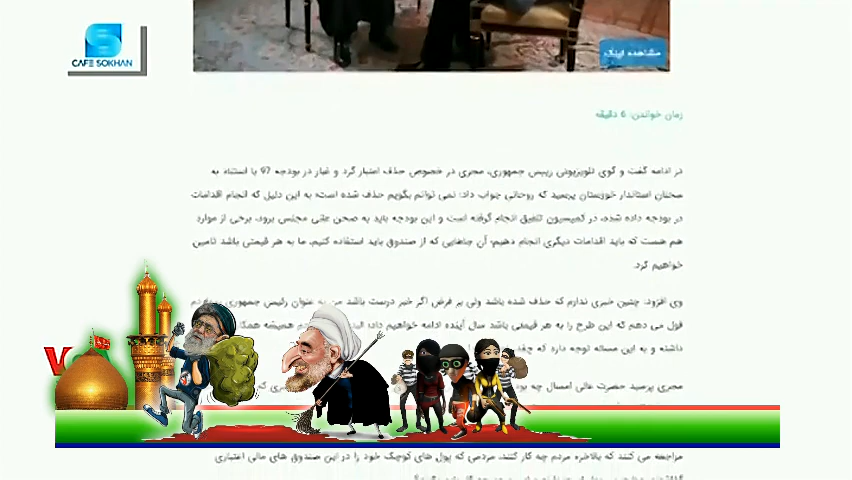 CAFE SOKHAN
مشاهده اینک
زمان خواندن: 6 دقیقه
در ادامه گفت و گوی تلویزیونی رییس جمهوری، مجری در خصوص حذف اعتبار گرد و غبار در بودجه 97 با استناد به
سخنان استاندار خوزستان پرسید که روحانی جواب داد: نمی توانم بگویم حذف شده است؛ به این دلیل که انجام اقدامات
در بودجه داده شده، در کمیسیون تلفیق انجام گرفته است و این بودجه باید به صحن علنی مجلس برود، برخی از موارد
هم هست که باید اقدامات دیگری انجام دهیم، آن جاهایی که از صندوق باید استفاده کنیم، ما به هر قیمتی باشد تامین
خواهیم کرد.
وی افزود: چنین خبری ندارم که حذف شده باشد ولی بر فرض اگر خبر درست باشد من به عنوان رئیس جمهوری
قول می دهم که این طرح را به هر قیمتی باشد سال آینده ادامه خواهیم داد؛ همیشه
داشته و به این مساله توجه دارد که
مجری پرسید حضرت عالی امسال چه که
مراجعه می کنند که بالاخره مردم چه کار کنند، مردمی که پول های کوچک خود را در این صندوق های مالی اعتباری